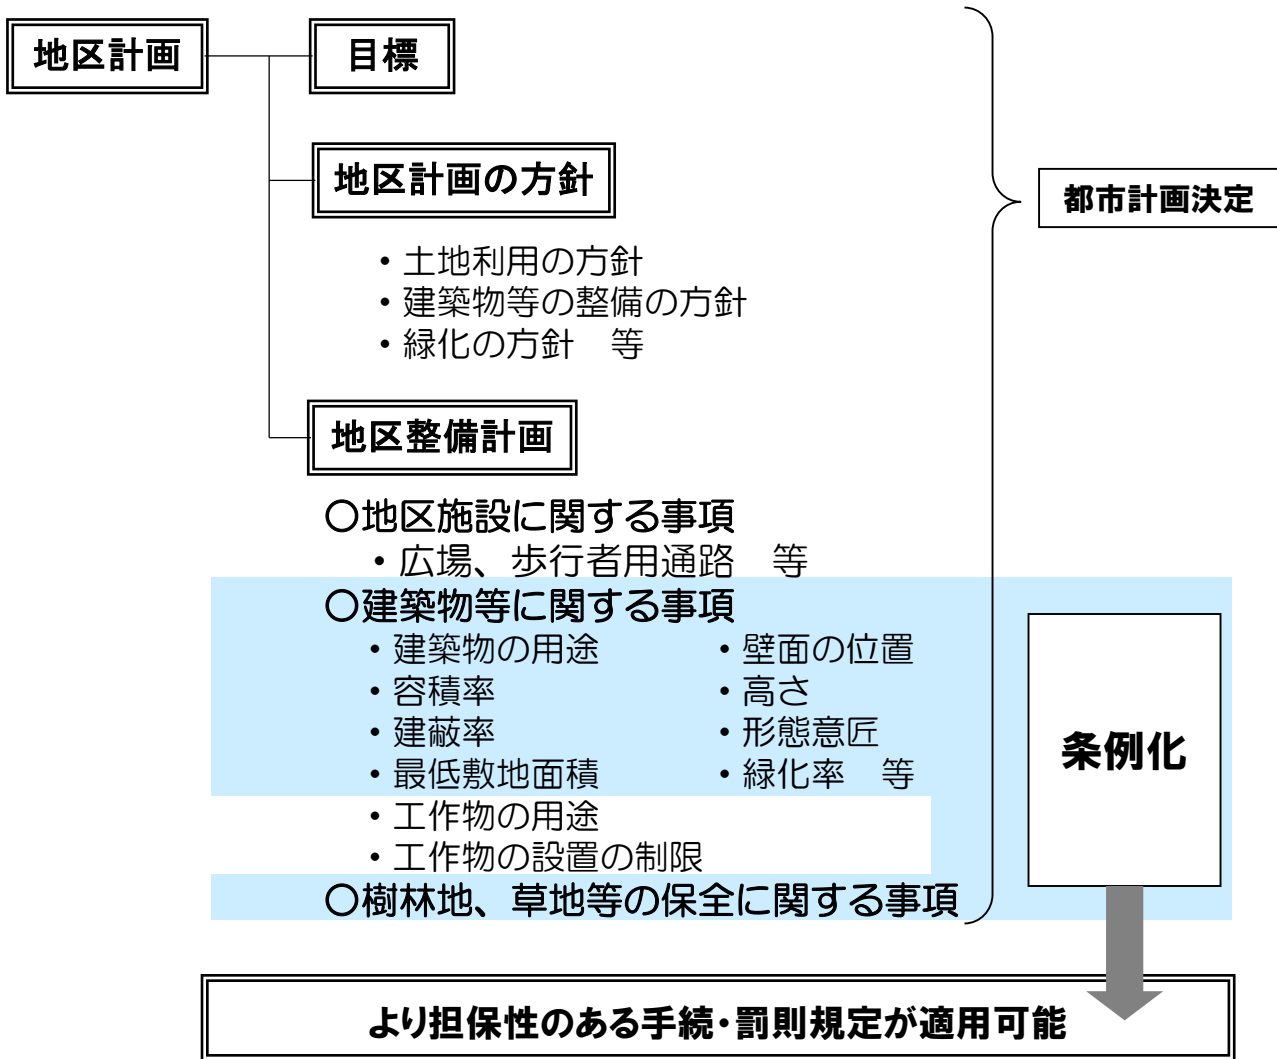 地区計画
目標
地区計画の方針
・土地利用の方針
・建築物等の整備の方針
・緑化の方針　等
都市計画決定
地区整備計画
〇地区施設に関する事項
・広場、歩行者用通路　等
〇建築物等に関する事項
・建築物の用途　・壁面の位置
・容積率　・高さ
・建蔽率　・形態意匠
・最低敷地面積　・緑化率　等
・工作物の用途
・工作物の設置の制限
〇樹林地、草地等の保全に関する事項
条例化
より担保性のある手続・罰則規定が適用可能